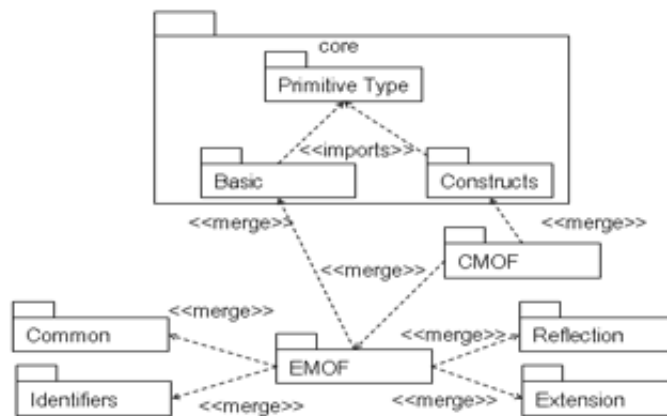 core
Primitive Type
<<imports>>
Basic
Constructs
<<merge>>
<<merge>>
<<merge>>
CMOF
<<merge>>
<<merge>>
Common
EMOF
Reflection
Identifiers
<<merge>>
<<merge>>
Extension